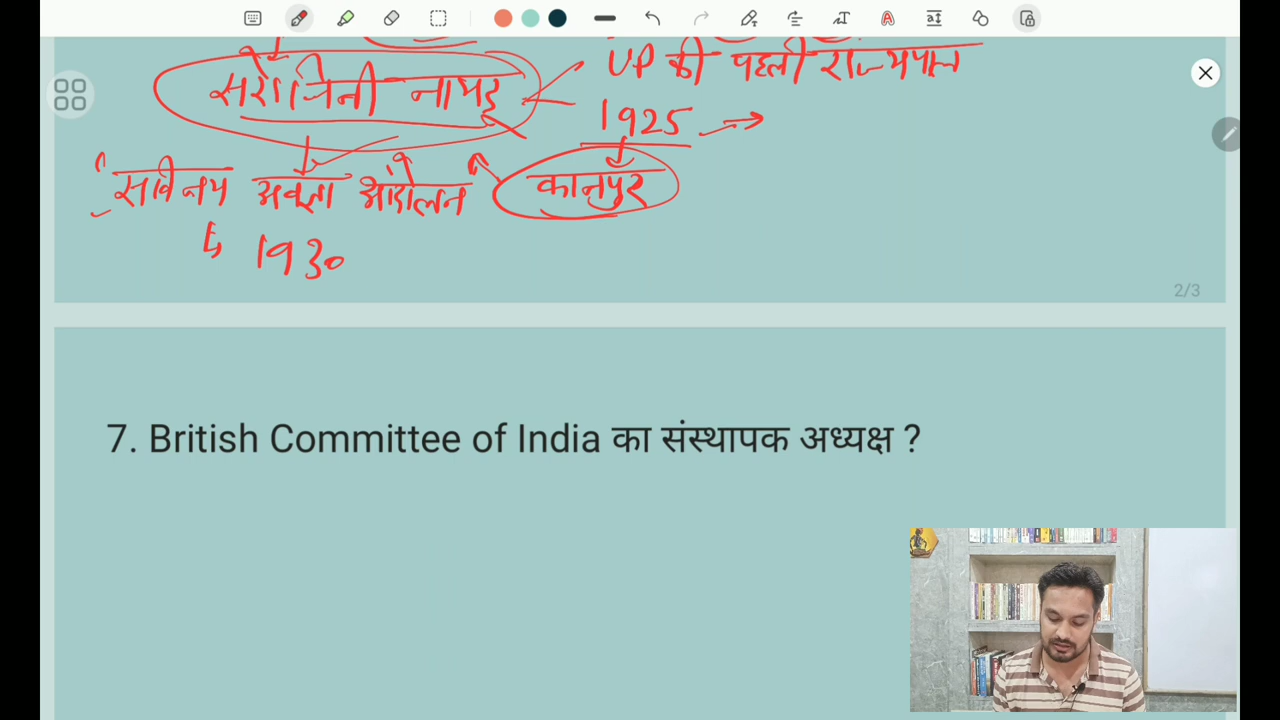 सरोजिनी नायडू
UP की पहली राज्यपाल
1925
"सविनय अवज्ञा आंदोलन"
कानपुर
1930
2/3
7. British Committee of India का संस्थापक अध्यक्ष ?